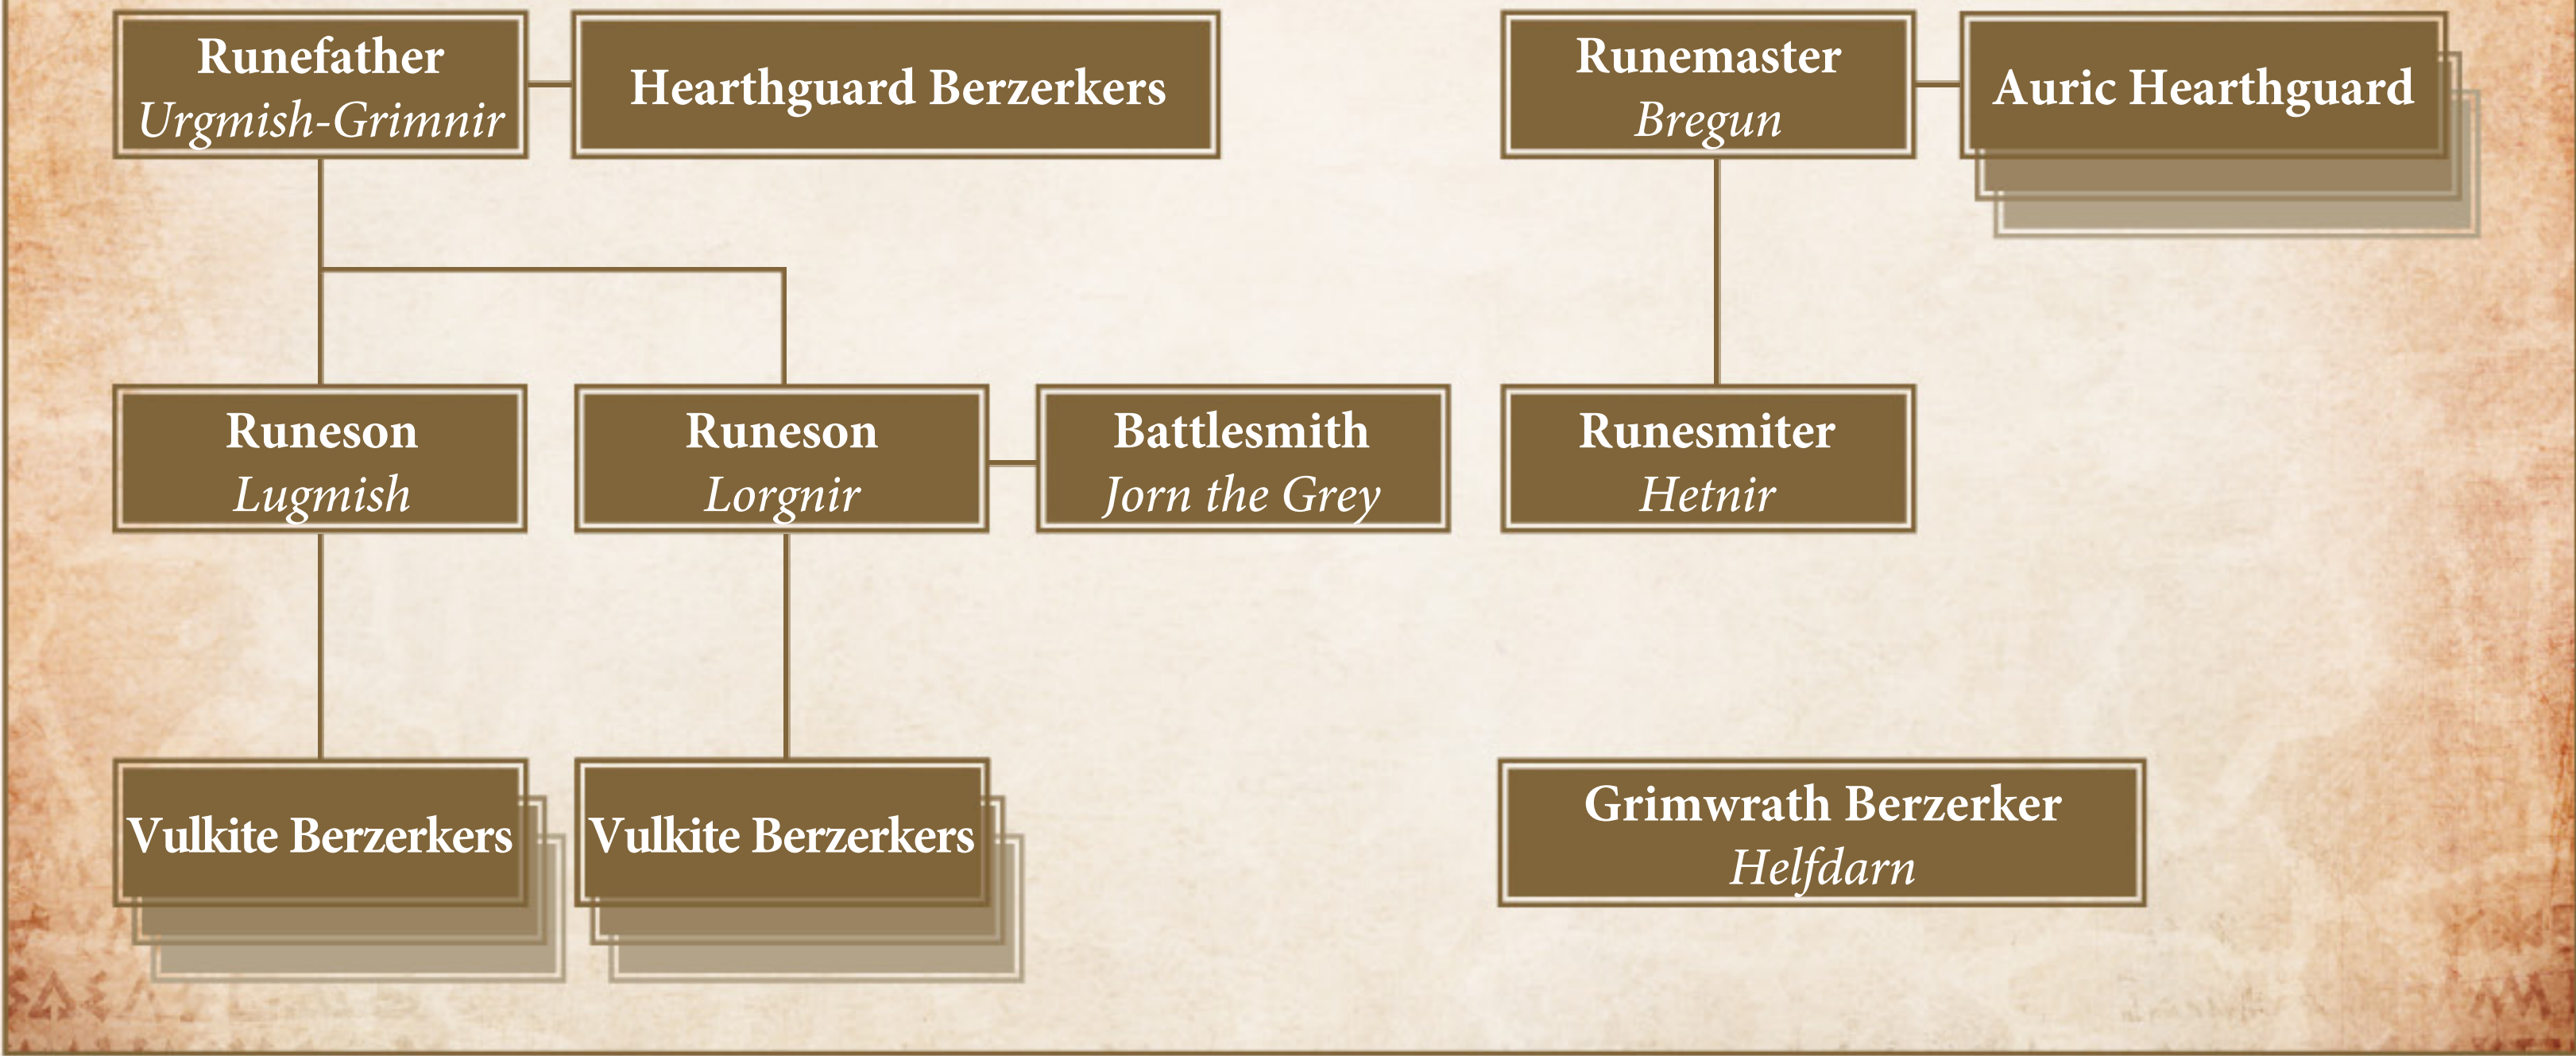 Runefather
Urgmish-Grimnir
Hearthguard Berzerkers
Runemaster
Bregun
Auric Hearthguard
Runeson
Lugmish
Runeson
Lorgnir
Battlesmith
Jorn the Grey
Runesmiter
Hetnir
Vulkite Berzerkers
Vulkite Berzerkers
Grimwrath Berzerker
Helfdarn